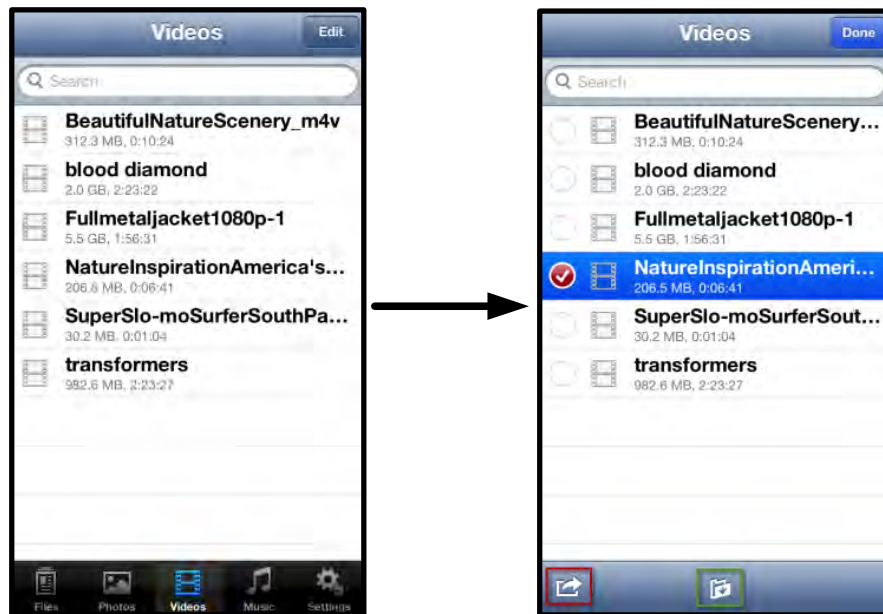 Videos
Edit
Search
BeautifulNatureScenery_m4v
312.3 MB, 0:10:24
blood diamond
2.0 GB, 2:23:22
Fullmetaljacket1080p-1
5.5 GB, 1:56:31
NatureInspirationAmerica's...
206.5 MB, 0:06:41
SuperSlo-moSurferSouthPa...
30.2 MB, 0:01:04
transformers
982.6 MB, 2:23:27
Files
Photos
Videos
Music
Settings
Videos
Done
Search
BeautifulNatureScenery...
312.3 MB, 0:10:24
blood diamond
2.0 GB, 2:23:22
Fullmetaljacket1080p-1
5.5 GB, 1:56:31
NatureInspirationAmeri...
206.5 MB, 0:06:41
SuperSlo-moSurferSout...
30.2 MB, 0:01:04
transformers
982.6 MB, 2:23:27